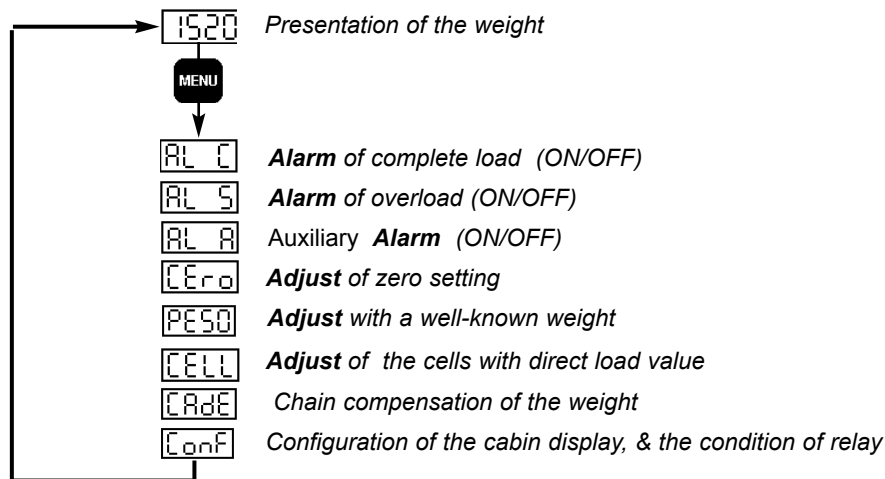 1520 Presentation of the weight
MENU
AL C Alarm of complete load (ON/OFF)
AL S Alarm of overload (ON/OFF)
AL A Auxiliary Alarm (ON/OFF)
CEro Adjust of zero setting
PESO Adjust with a well-known weight
CELL Adjust of the cells with direct load value
CAdE Chain compensation of the weight
ConF Configuration of the cabin display, & the condition of relay